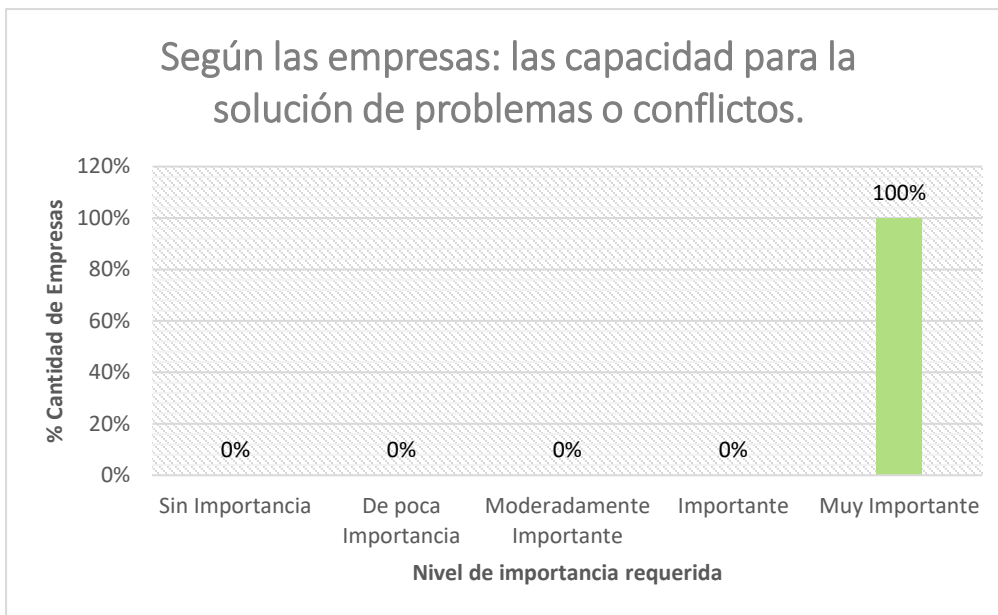 Según las empresas: las capacidad para la
solución de problemas o conflictos.
120%
100%
80%
60%
40%
20%
0%
% Cantidad de Empresas
0%
0%
0%
0%
100%
Sin Importancia
De poca
Importancia
Moderadamente
Importante
Importante
Muy Importante
Nivel de importancia requerida